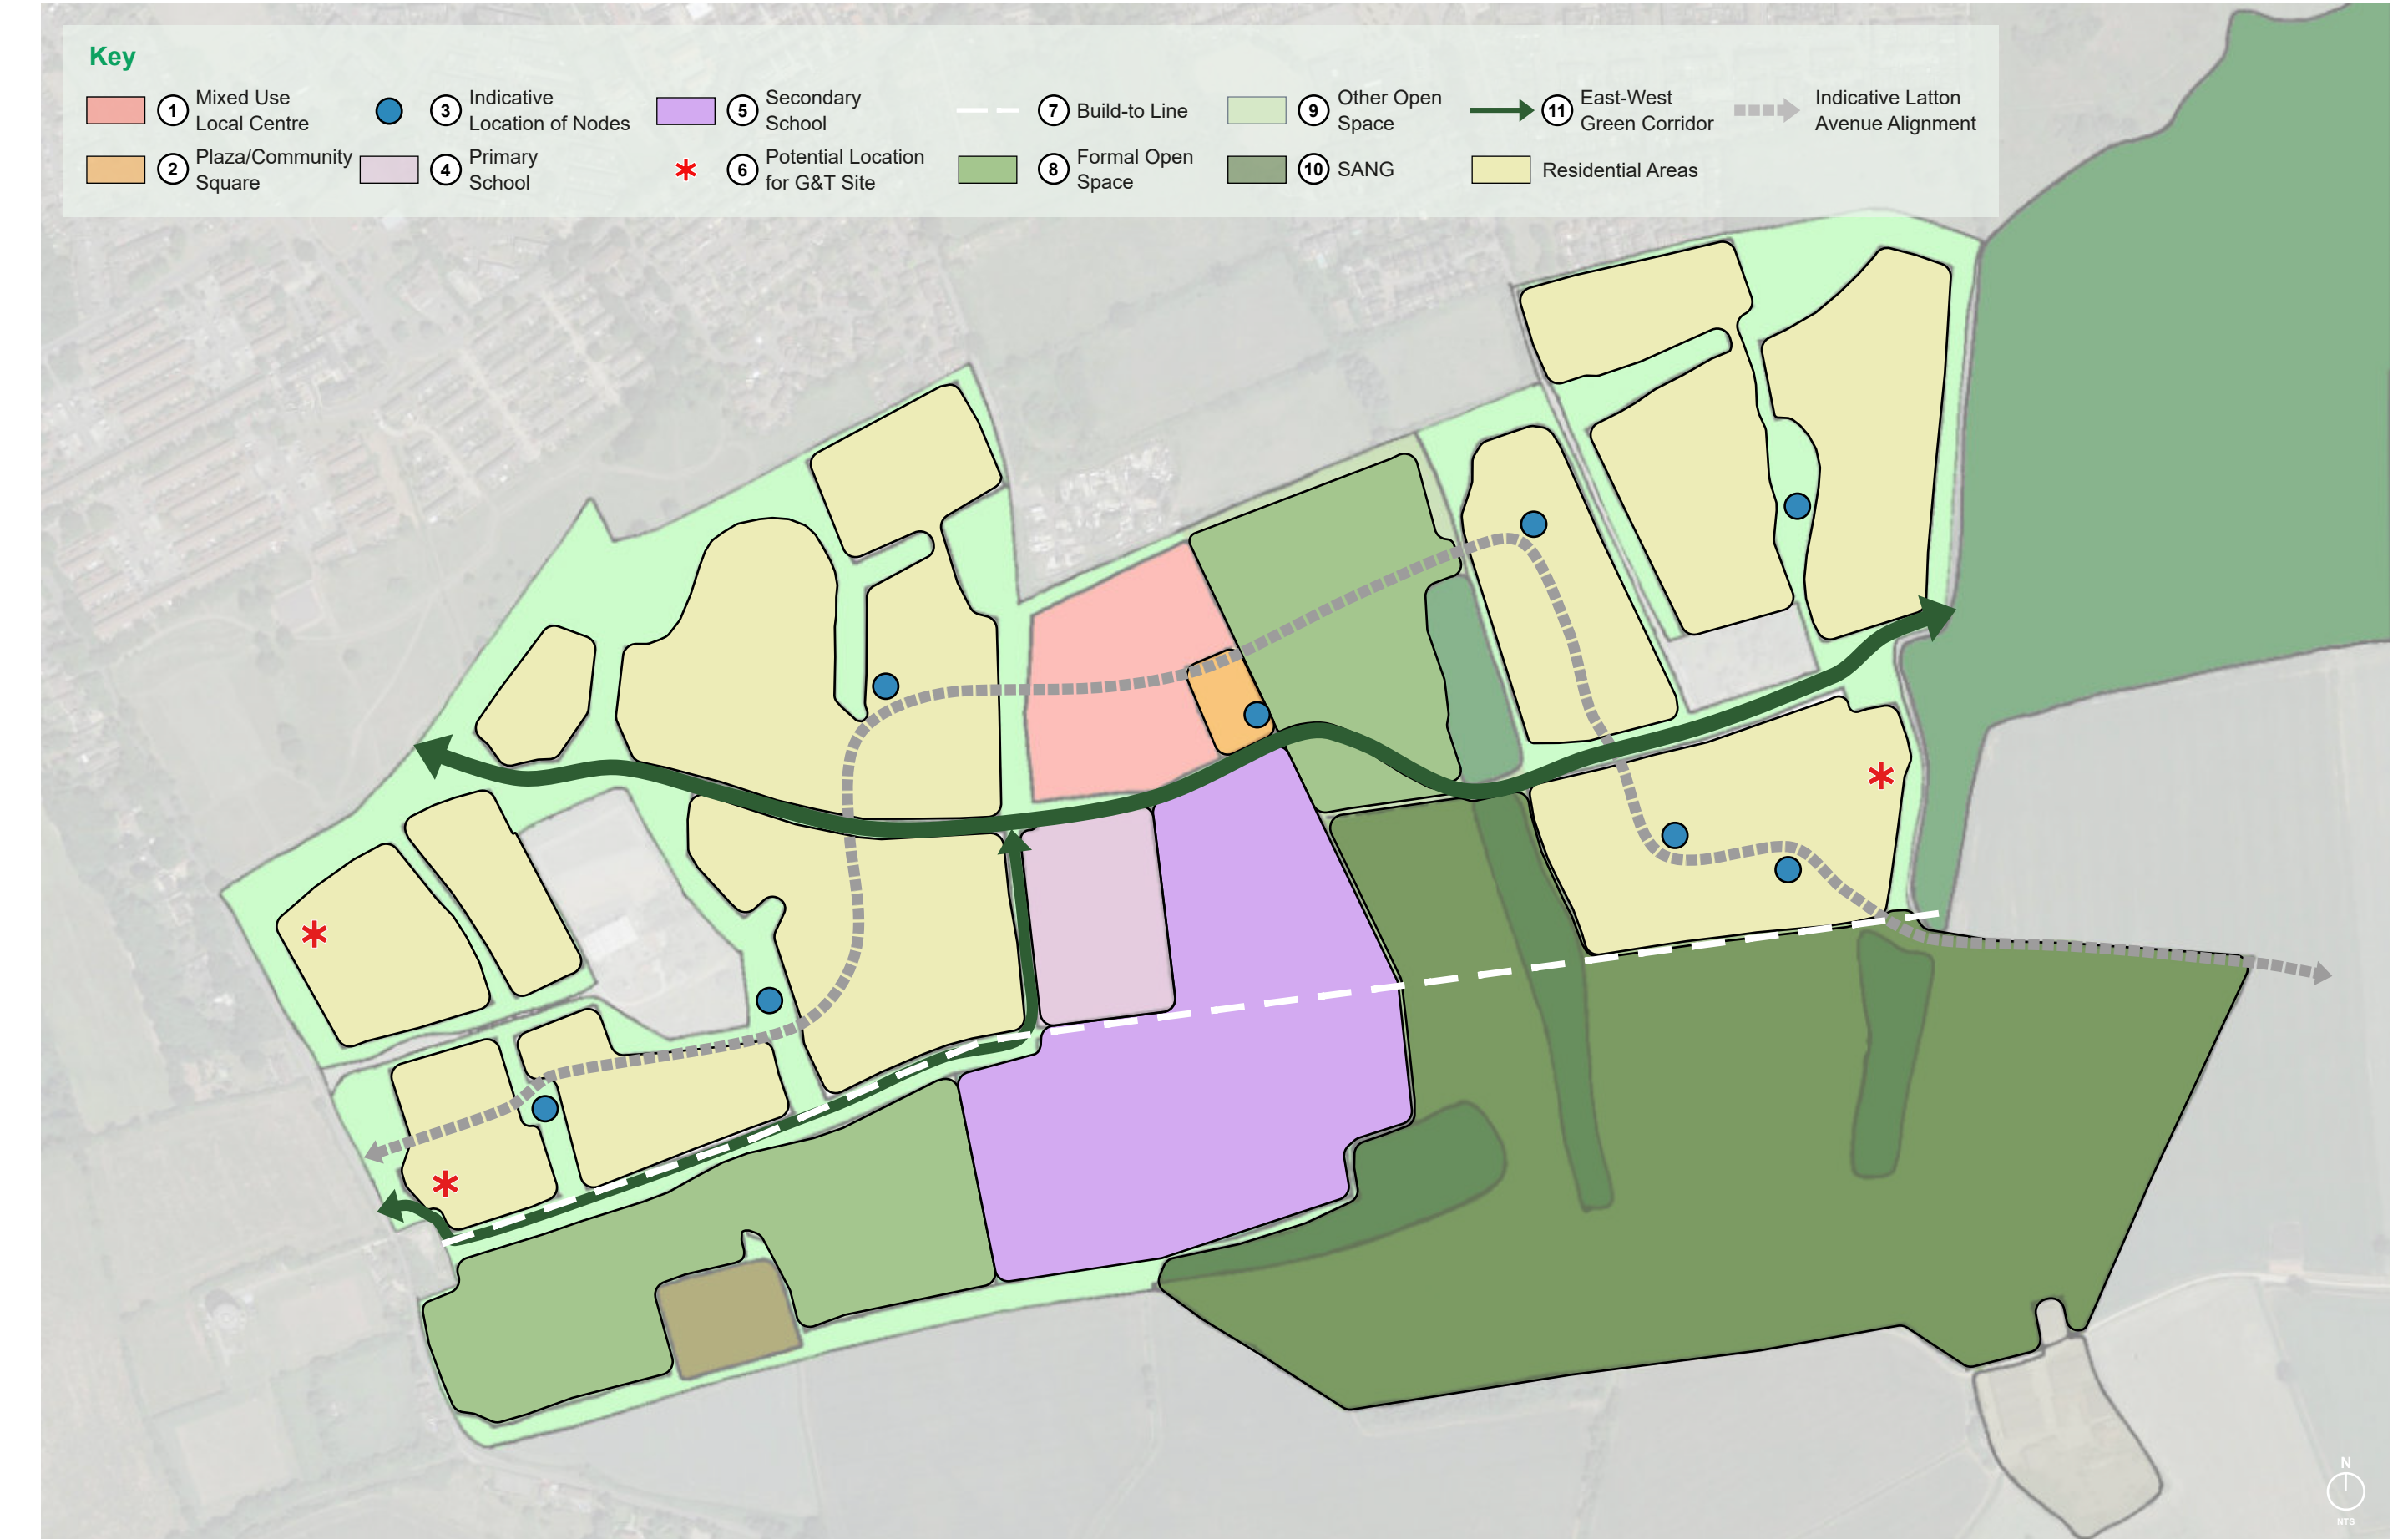 Key
1 Mixed Use
Local Centre
3 Indicative
Location of Nodes
5 Secondary
School
7 Build-to Line
9 Other Open
Space
11 East-West
Green Corridor
Indicative Latton
Avenue Alignment
2 Plaza/Community
Square
4 Primary
School
6 Potential Location
for G&T Site
8 Formal Open
Space
10 SANG
Residential Areas
N
NTS